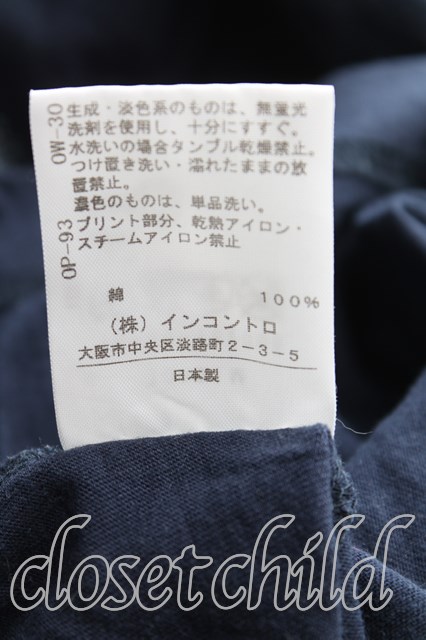 OW-30
生成・淡色系のものは、無蛍光
洗剤を使用し、十分にすすぐ。
水洗いの場合タンブル乾燥禁止。
つけ置き洗い・濡れたままの放
置禁止。
濃色のものは、単品洗い。
OP-93
プリント部分、乾熱アイロン・
スチームアイロン禁止
綿 100%
(株) インコントロ
大阪市中央区淡路町2-3-5
日本製
closet child